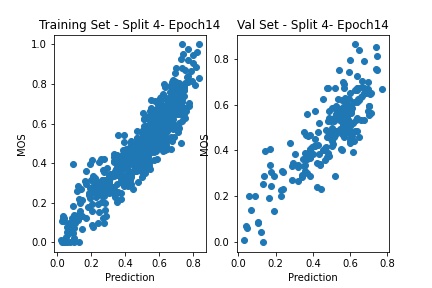 Training Set - Split 4- Epoch14
1.0
0.8
0.6
0.4
0.2
0.0
MOS
0.0 0.2 0.4 0.6 0.8
Prediction
Val Set - Split 4- Epoch14
0.8
0.6
0.4
0.2
0.0
MOS
0.0 0.2 0.4 0.6 0.8
Prediction